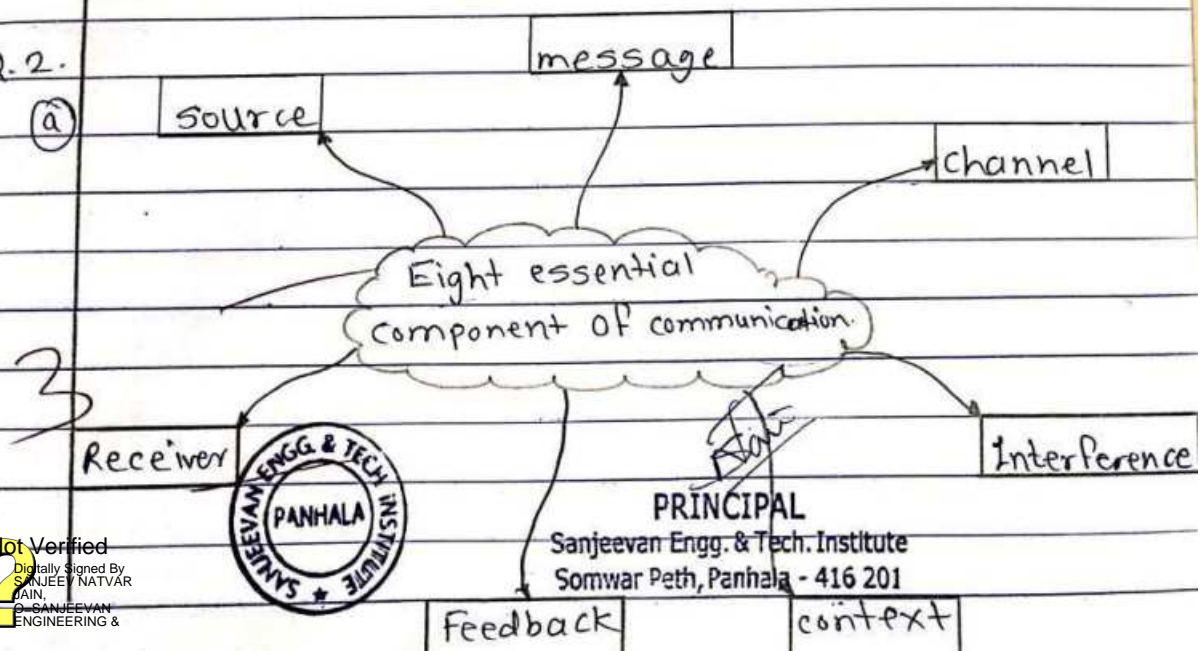 message
Q.2.
(a)
source
channel
Eight essential
component of communication.
3
Receiver
Interference
SANJEEVAN ENGG & TECH INSTITUTE
PANHALA
PRINCIPAL
Sanjeevan Engg. & Tech. Institute
Somwar Peth, Panhala - 416 201
Not Verified
Digitally Signed By
SANJEEV NATVAR
JAIN,
O=SANJEEVAN
ENGINEERING &
Feedback
context